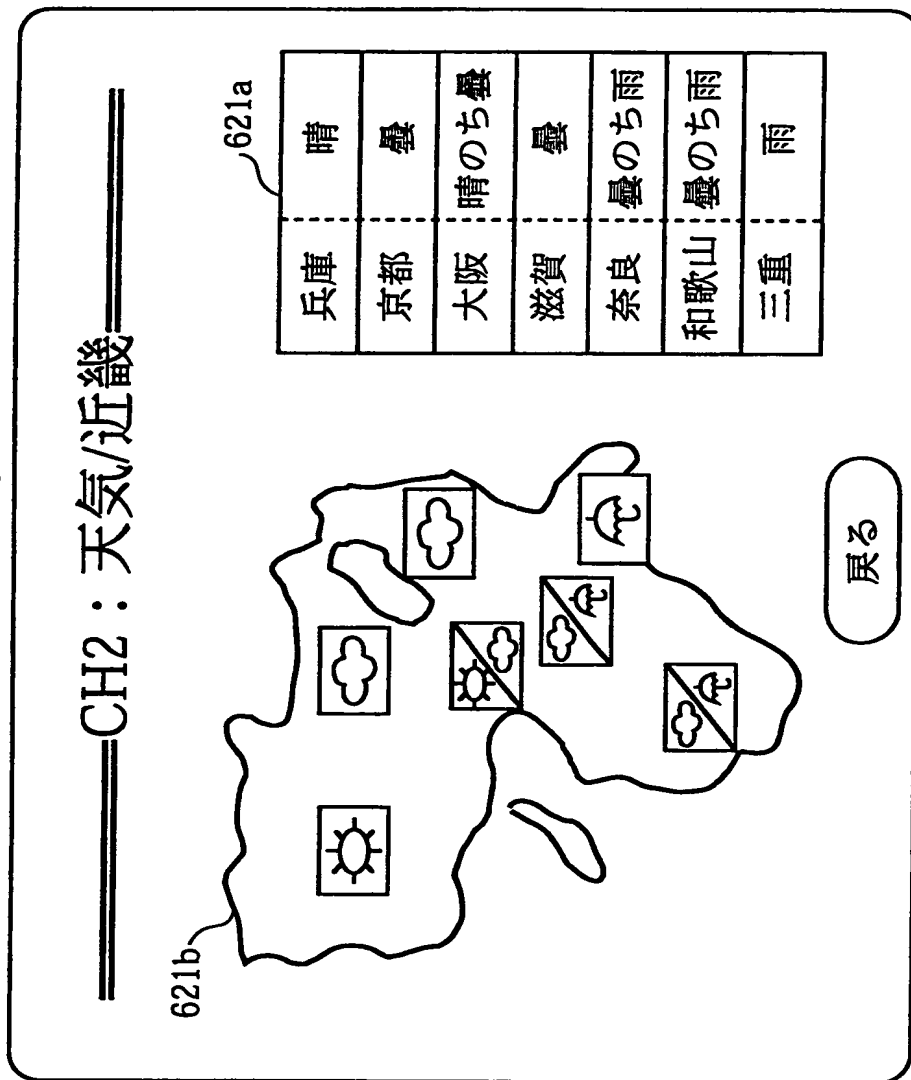 CH2：天気/近畿
621a
兵庫 晴
京都 曇
大阪 晴のち曇
滋賀 曇
奈良 曇のち雨
和歌山 曇のち雨
三重 雨
621b
戻る